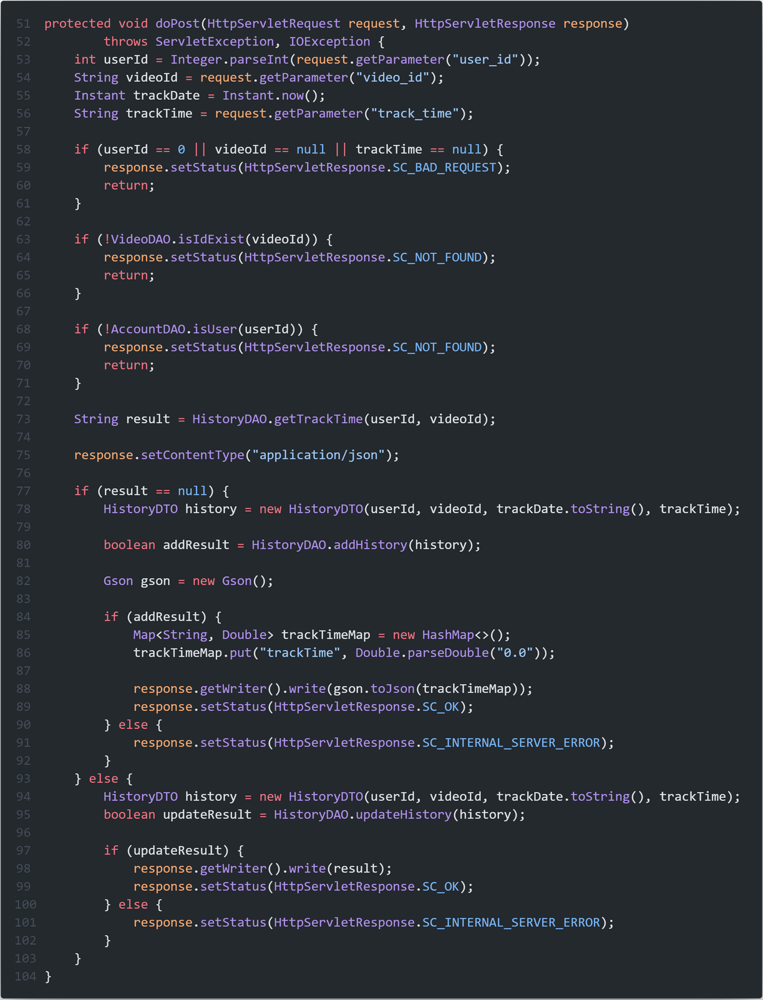 51 protected void doPost(HttpServletRequest request, HttpServletResponse response)
52         throws ServletException, IOException {
53     int userId = Integer.parseInt(request.getParameter("user_id"));
54     String videoId = request.getParameter("video_id");
55     Instant trackDate = Instant.now();
56     String trackTime = request.getParameter("track_time");
57
58     if (userId == 0 || videoId == null || trackTime == null) {
59         response.setStatus(HttpServletResponse.SC_BAD_REQUEST);
60         return;
61     }
62
63     if (!VideoDAO.isIdExist(videoId)) {
64         response.setStatus(HttpServletResponse.SC_NOT_FOUND);
65         return;
66     }
67
68     if (!AccountDAO.isUser(userId)) {
69         response.setStatus(HttpServletResponse.SC_NOT_FOUND);
70         return;
71     }
72
73     String result = HistoryDAO.getTrackTime(userId, videoId);
74
75     response.setContentType("application/json");
76
77     if (result == null) {
78         HistoryDTO history = new HistoryDTO(userId, videoId, trackDate.toString(), trackTime);
79
80         boolean addResult = HistoryDAO.addHistory(history);
81
82         Gson gson = new Gson();
83
84         if (addResult) {
85             Map<String, Double> trackTimeMap = new HashMap<>();
86             trackTimeMap.put("trackTime", Double.parseDouble("0.0"));
87
88             response.getWriter().write(gson.toJson(trackTimeMap));
89             response.setStatus(HttpServletResponse.SC_OK);
90         } else {
91             response.setStatus(HttpServletResponse.SC_INTERNAL_SERVER_ERROR);
92         }
93     } else {
94         HistoryDTO history = new HistoryDTO(userId, videoId, trackDate.toString(), trackTime);
95         boolean updateResult = HistoryDAO.updateHistory(history);
96
97         if (updateResult) {
98             response.getWriter().write(result);
99             response.setStatus(HttpServletResponse.SC_OK);
100         } else {
101             response.setStatus(HttpServletResponse.SC_INTERNAL_SERVER_ERROR);
102         }
103     }
104 }